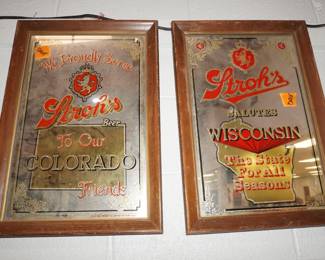 We Proudly Serve
Stroh's
Beer
To Our
COLORADO
Friends
Stroh's
SALUTES
WISCONSIN
The State
For All
Seasons